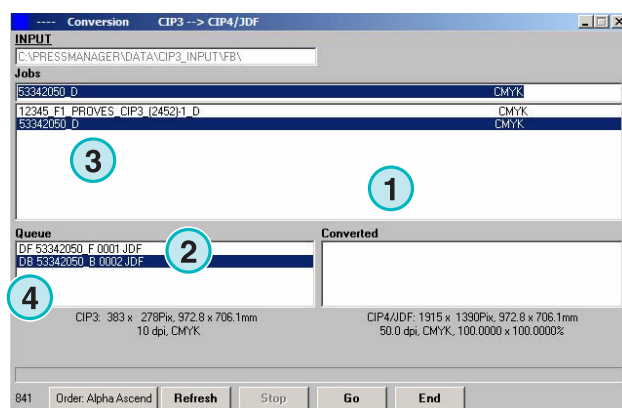 ---- Conversion CIP3 --> CIP4/JDF
INPUT
C:\PRESSMANAGER\DATA\CIP3_INPUT\FB\
Jobs
53342050_D CMYK
12345_F1_PROVES_CIP3_(2452)-1_D CMYK
53342050_D CMYK
3
1
Queue Converted
DF 53342050_F 0001 JDF
DB 53342050_B 0002 JDF
2
4
CIP3: 383 x 278Pix, 972.8 x 706.1mm CIP4/JDF: 1915 x 1390Pix, 972.8 x 706.1mm
10 dpi, CMYK 50.0 dpi, CMYK, 100.0000 x 100.0000%
841 Order: Alpha Ascend Refresh Stop Go End